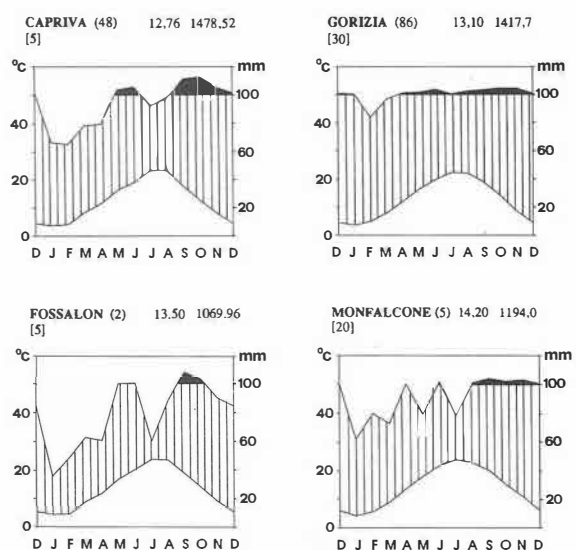 CAPRIVA (48) 12,76 1478,52
[5]
°C mm
100
40
60
20
20
0
D J F M A M J J A S O N D
GORIZIA (86) 13,10 1417,7
[30]
°C mm
100
40
60
20
20
0
D J F M A M J J A S O N D
FOSSALON (2) 13.50 1069.96
[5]
°C mm
100
40
60
20
20
0
D J F M A M J J A S O N D
MONFALCONE (5) 14,20 1194,0
[20]
°C mm
100
40
60
20
20
0
D J F M A M J J A S O N D